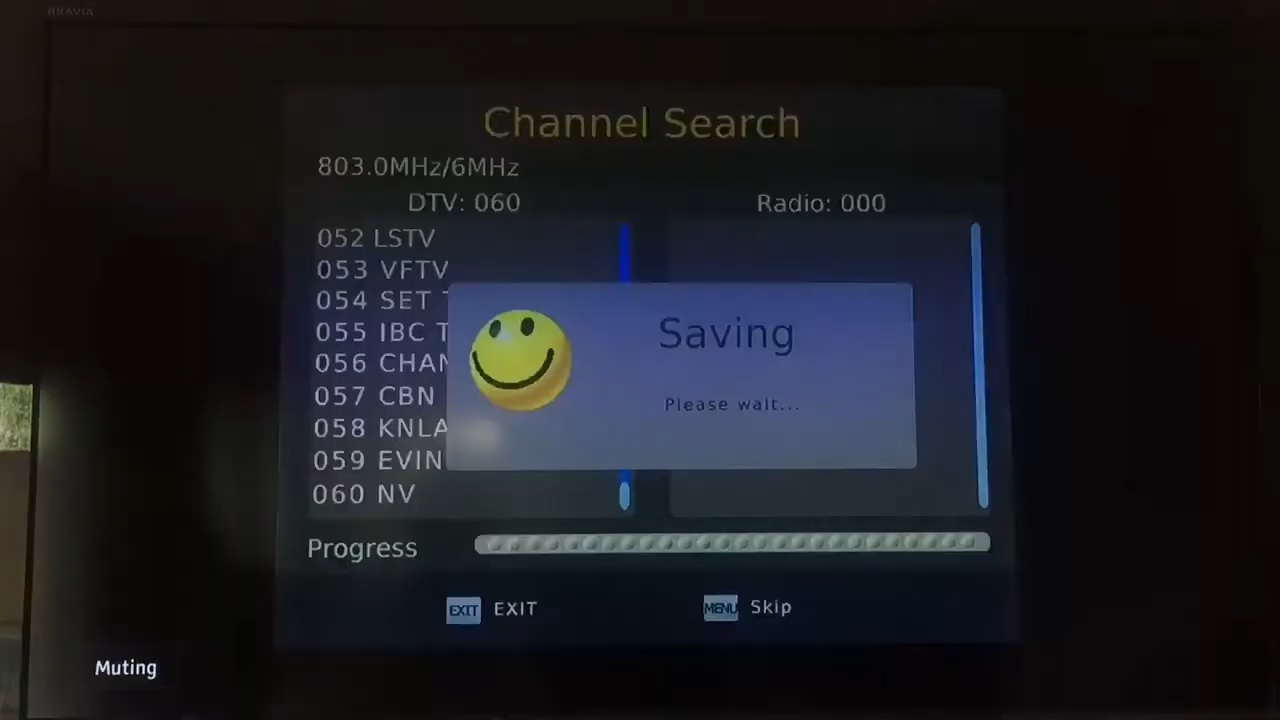 BRAVIA
Channel Search
803.0MHz/6MHz
DTV: 060
Radio: 000
052 LSTV
053 VFTV
054 SET
055 IBC
056 CHAN
057 CBN
058 KNLA
059 EVIN
060 NV
Saving
Please wait...
Progress
EXIT EXIT
MENU Skip
Muting